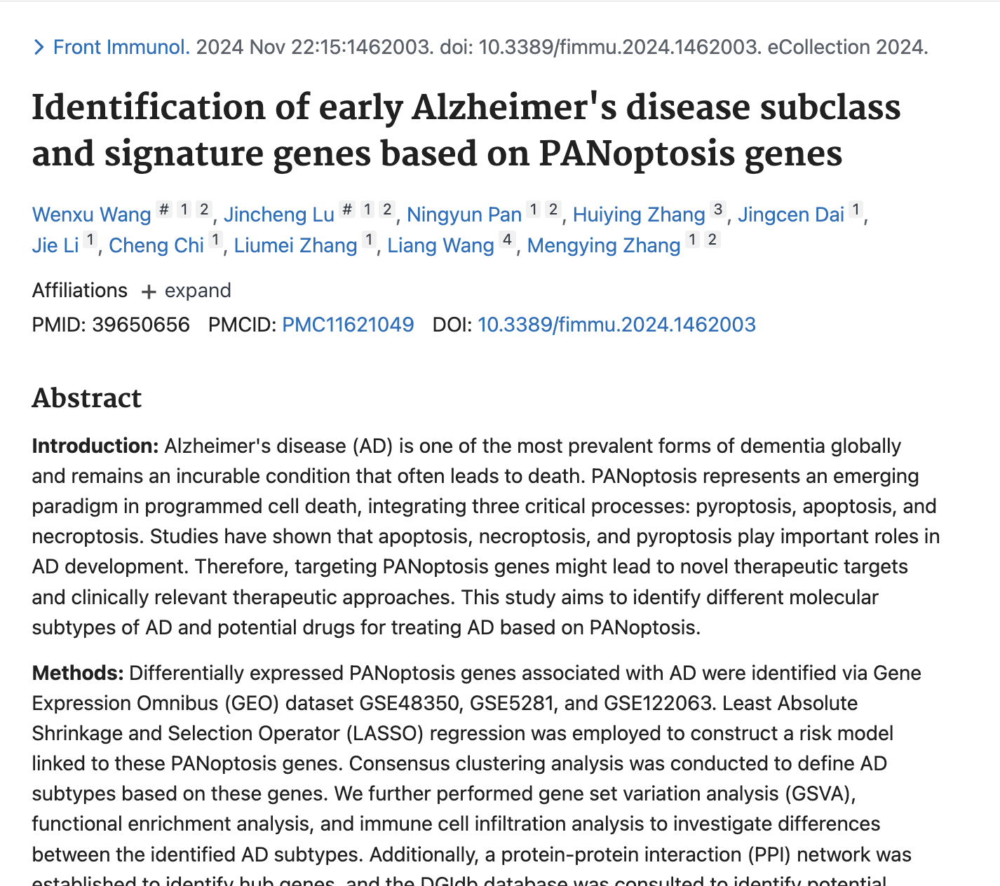 Front Immunol. 2024 Nov 22:15:1462003. doi: 10.3389/fimmu.2024.1462003. eCollection 2024.
Identification of early Alzheimer's disease subclass
and signature genes based on PANoptosis genes
Wenxu Wang # 1 2, Jincheng Lu # 1 2, Ningyun Pan 1 2, Huiying Zhang 3, Jingcen Dai 1,
Jie Li 1, Cheng Chi 1, Liumei Zhang 1, Liang Wang 4, Mengying Zhang 1 2
Affiliations + expand
PMID: 39650656 PMCID: PMC11621049 DOI: 10.3389/fimmu.2024.1462003
Abstract
Introduction: Alzheimer's disease (AD) is one of the most prevalent forms of dementia globally
and remains an incurable condition that often leads to death. PANoptosis represents an emerging
paradigm in programmed cell death, integrating three critical processes: pyroptosis, apoptosis, and
necroptosis. Studies have shown that apoptosis, necroptosis, and pyroptosis play important roles in
AD development. Therefore, targeting PANoptosis genes might lead to novel therapeutic targets
and clinically relevant therapeutic approaches. This study aims to identify different molecular
subtypes of AD and potential drugs for treating AD based on PANoptosis.
Methods: Differentially expressed PANoptosis genes associated with AD were identified via Gene
Expression Omnibus (GEO) dataset GSE48350, GSE5281, and GSE122063. Least Absolute
Shrinkage and Selection Operator (LASSO) regression was employed to construct a risk model
linked to these PANoptosis genes. Consensus clustering analysis was conducted to define AD
subtypes based on these genes. We further performed gene set variation analysis (GSVA),
functional enrichment analysis, and immune cell infiltration analysis to investigate differences
between the identified AD subtypes. Additionally, a protein-protein interaction (PPI) network was
established to identify hub genes, and the DGIdb database was consulted to identify potential